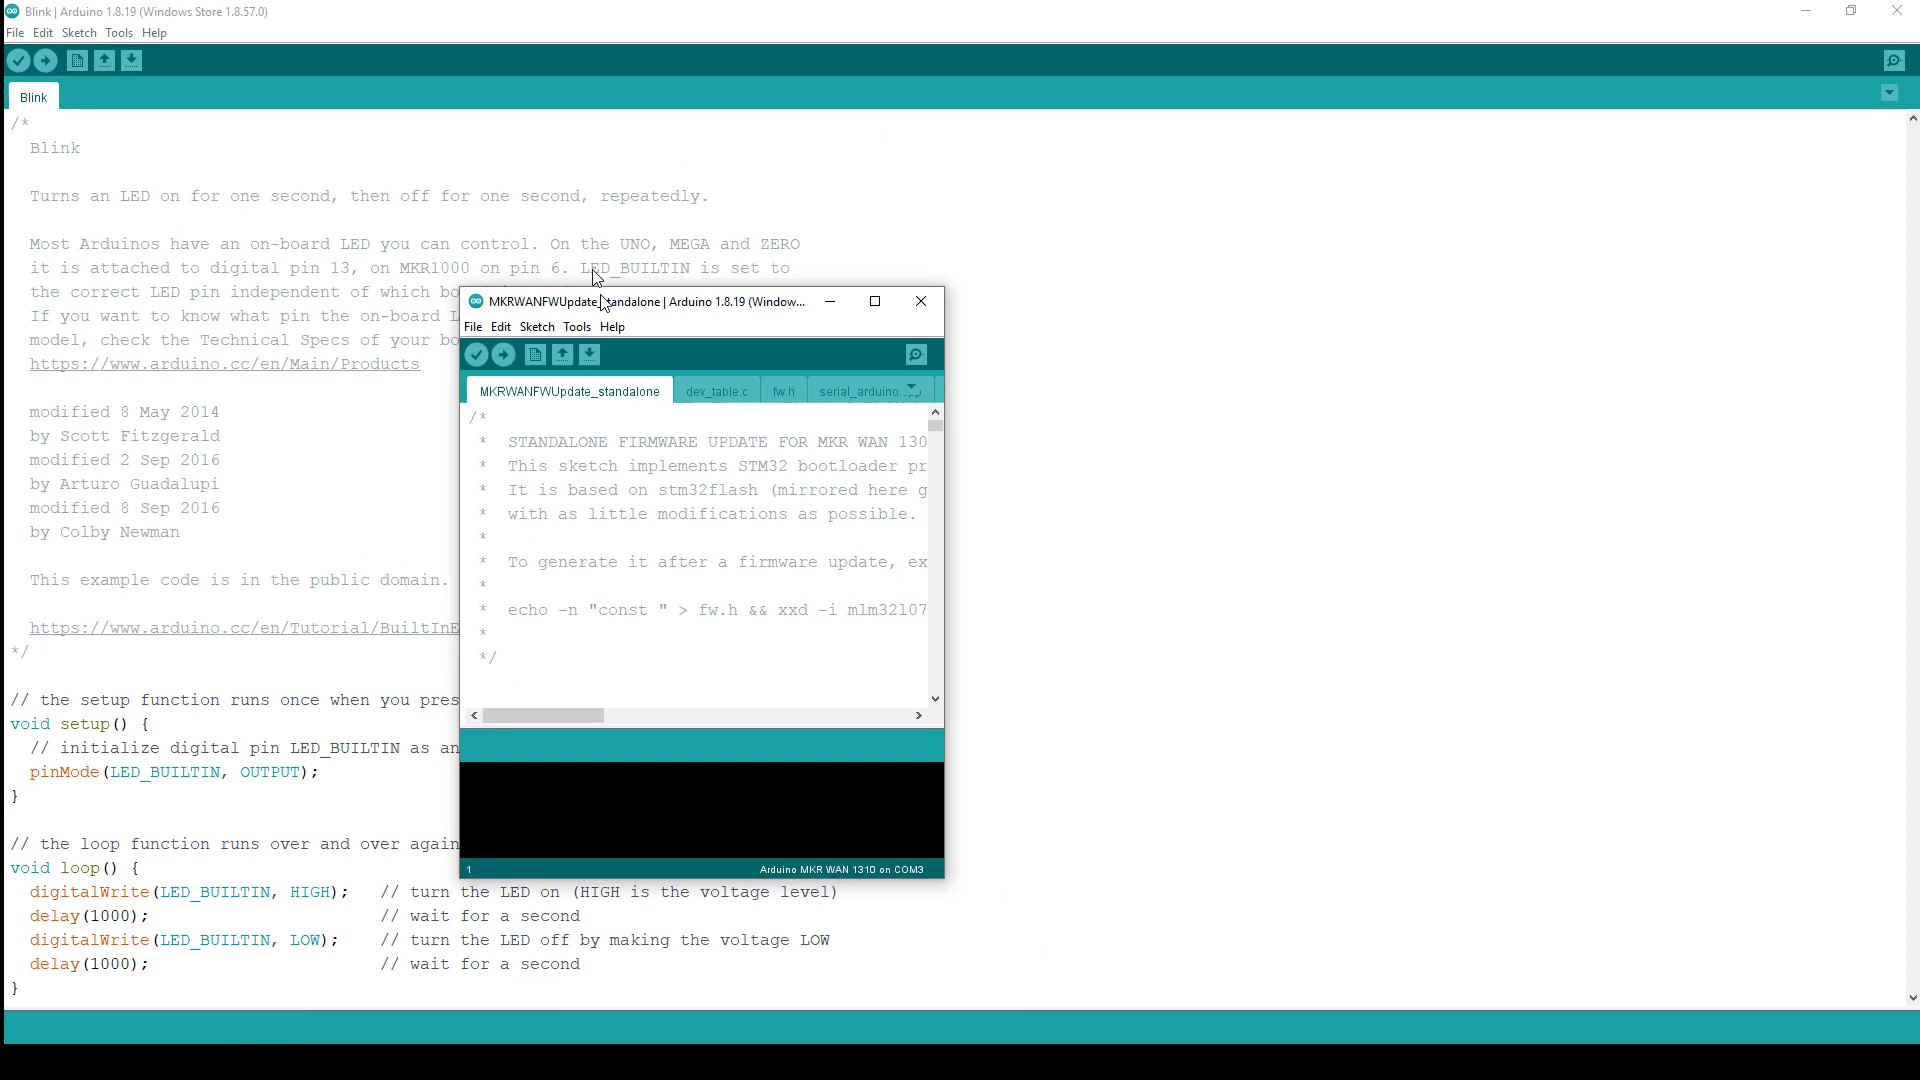 Blink | Arduino 1.8.19 (Windows Store 1.8.57.0)
File Edit Sketch Tools Help
Blink
/*
Blink
Turns an LED on for one second, then off for one second, repeatedly.
Most Arduinos have an on-board LED you can control. On the UNO, MEGA and ZERO
it is attached to digital pin 13, on MKR1000 on pin 6. LED_BUILTIN is set to
the correct LED pin independent of which bo
If you want to know what pin the on-board L
model, check the Technical Specs of your bo
https://www.arduino.cc/en/Main/Products
modified 8 May 2014
by Scott Fitzgerald
modified 2 Sep 2016
by Arturo Guadalupi
modified 8 Sep 2016
by Colby Newman
This example code is in the public domain.
https://www.arduino.cc/en/Tutorial/BuiltInE
*/
// the setup function runs once when you pres
void setup() {
// initialize digital pin LED_BUILTIN as an
pinMode(LED_BUILTIN, OUTPUT);
}
// the loop function runs over and over again
void loop() {
digitalWrite(LED_BUILTIN, HIGH); // turn the LED on (HIGH is the voltage level)
delay(1000); // wait for a second
digitalWrite(LED_BUILTIN, LOW); // turn the LED off by making the voltage LOW
delay(1000); // wait for a second
}
MKRWANFWUpdate_standalone | Arduino 1.8.19 (Window...
File Edit Sketch Tools Help
MKRWANFWUpdate_standalone dev_table.c fw.h serial_arduino.
/*
* STANDALONE FIRMWARE UPDATE FOR MKR WAN 130
* This sketch implements STM32 bootloader pr
* It is based on stm32flash (mirrored here g
* with as little modifications as possible.
*
* To generate it after a firmware update, ex
*
* echo -n "const " > fw.h && xxd -i mlm32l07
*
*/
1 Arduino MKR WAN 1310 on COM3